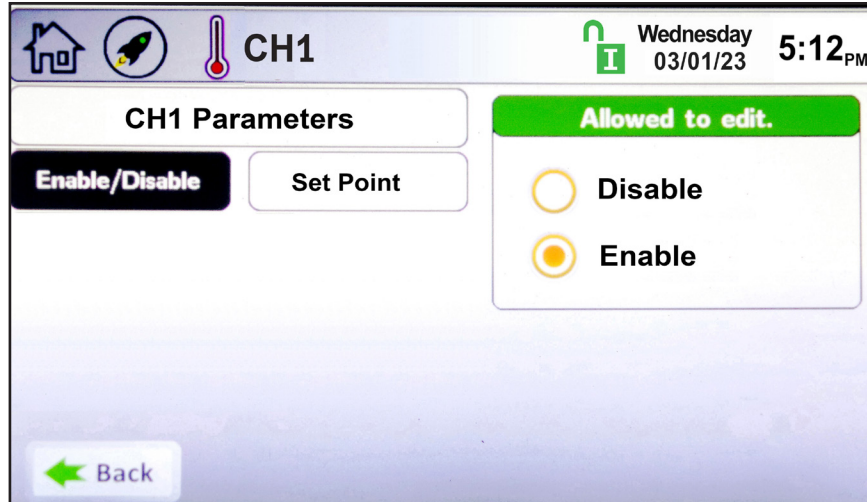 CH1
Wednesday
03/01/23
5:12PM
I
CH1 Parameters
Allowed to edit.
Enable/Disable
Set Point
Disable
Enable
Back